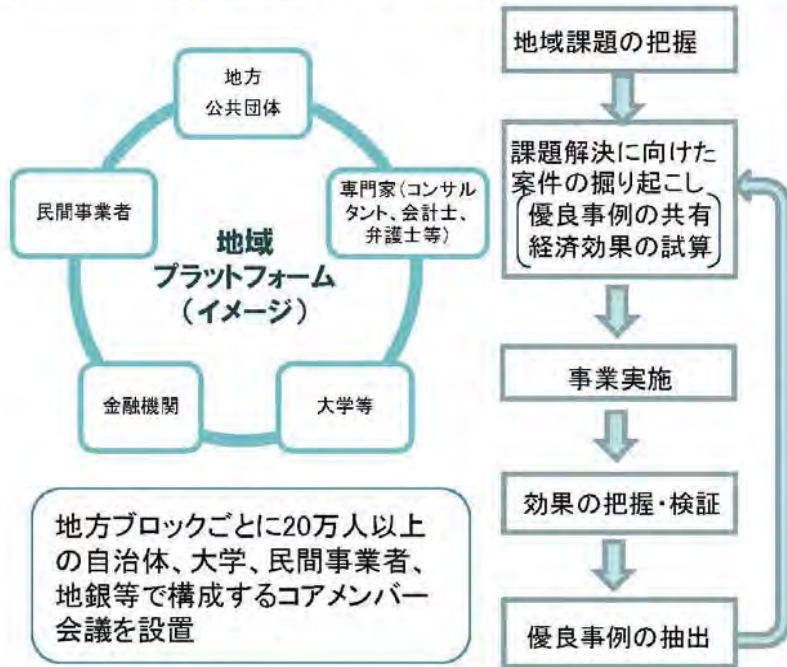 地方
公共団体
民間事業者
専門家(コンサル
タント、会計士、
弁護士等)
地域
プラットフォーム
(イメージ)
金融機関
大学等
地方ブロックごとに20万人以上
の自治体、大学、民間事業者、
地銀等で構成するコアメンバー
会議を設置
地域課題の把握
課題解決に向けた
案件の掘り起こし
優良事例の共有
経済効果の試算
事業実施
効果の把握・検証
優良事例の抽出